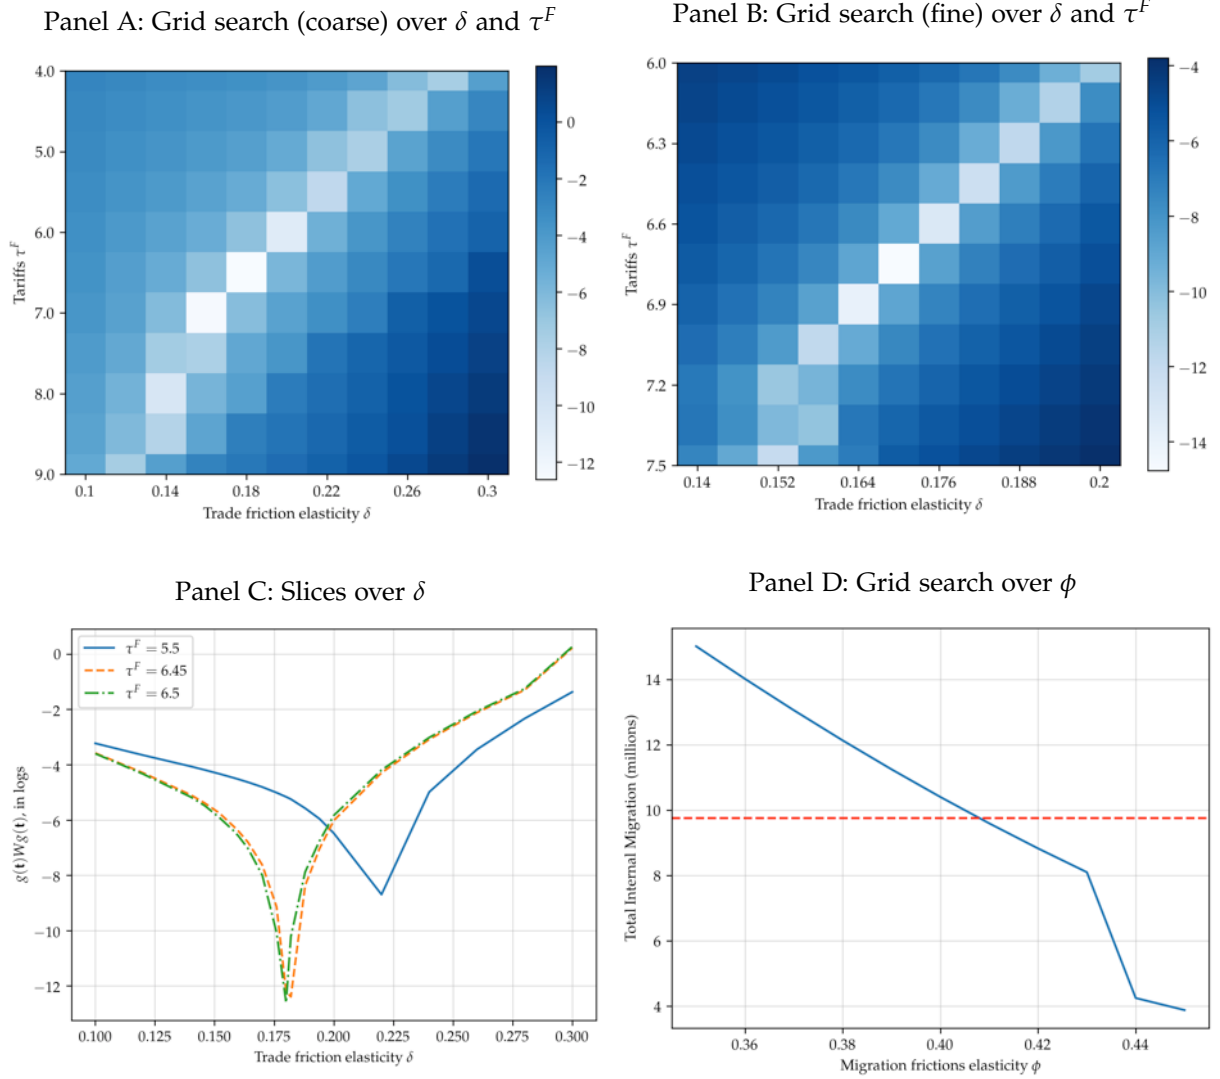 Panel A: Grid search (coarse) over δ and τ^F
4.0
5.0
6.0
7.0
8.0
9.0
Tariffs τ^F
0.1 0.14 0.18 0.22 0.26 0.3
Trade friction elasticity δ
0
−2
−4
−6
−8
−10
−12
Panel B: Grid search (fine) over δ and τ^F
6.0
6.3
6.6
6.9
7.2
7.5
Tariffs τ^F
0.14 0.152 0.164 0.176 0.188 0.2
Trade friction elasticity δ
−4
−6
−8
−10
−12
−14
Panel C: Slices over δ
τ^F = 5.5
τ^F = 6.45
τ^F = 6.5
0
−2
−4
−6
−8
−10
−12
g(t)Wg(t), in logs
0.100 0.125 0.150 0.175 0.200 0.225 0.250 0.275 0.300
Trade friction elasticity δ
Panel D: Grid search over ϕ
14
12
10
8
6
4
Total Internal Migration (millions)
0.36 0.38 0.40 0.42 0.44
Migration frictions elasticity ϕ